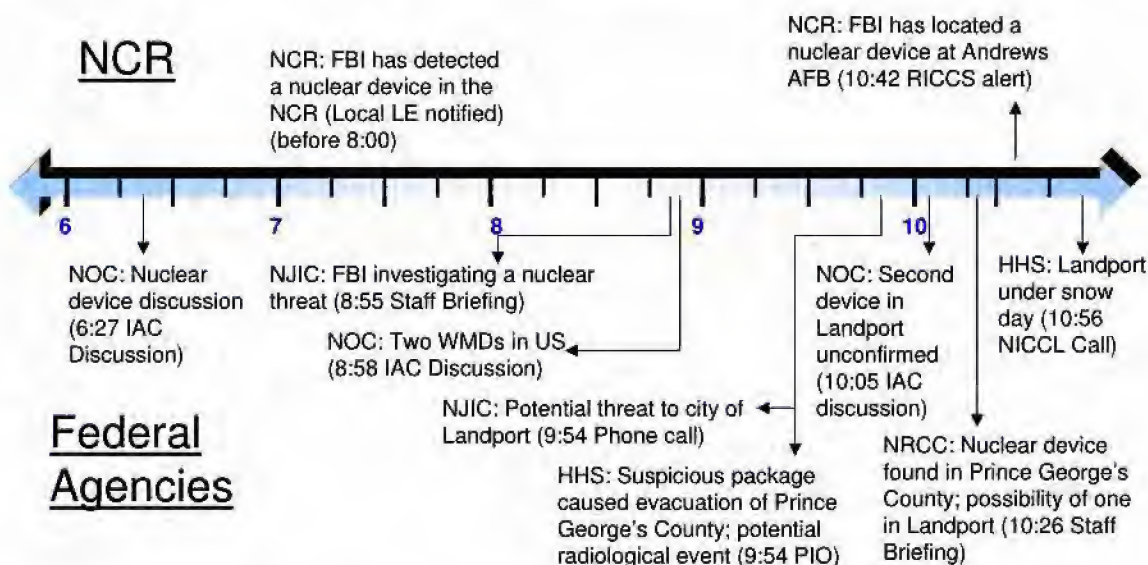 NCR
NCR: FBI has detected
a nuclear device in the
NCR (Local LE notified)
(before 8:00)
NCR: FBI has located a
nuclear device at Andrews
AFB (10:42 RICCS alert)
6
7
8
9
10
NOC: Nuclear
device discussion
(6:27 IAC
Discussion)
NJIC: FBI investigating a nuclear
threat (8:55 Staff Briefing)
NOC: Two WMDs in US
(8:58 IAC Discussion)
NJIC: Potential threat to city of
Landport (9:54 Phone call)
HHS: Suspicious package
caused evacuation of Prince
George's County; potential
radiological event (9:54 PIO)
NOC: Second
device in
Landport
unconfirmed
(10:05 IAC
discussion)
NRCC: Nuclear device
found in Prince George's
County; possibility of one
in Landport (10:26 Staff
Briefing)
HHS: Landport
under snow
day (10:56
NICCL Call)
Federal
Agencies